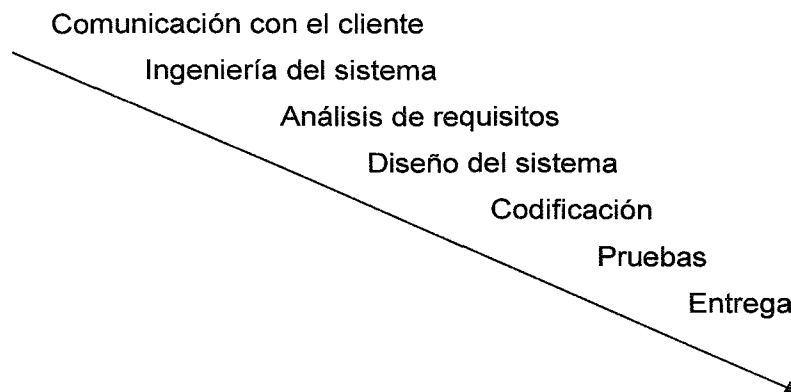 Comunicación con el cliente
Ingeniería del sistema
Análisis de requisitos
Diseño del sistema
Codificación
Pruebas
Entrega